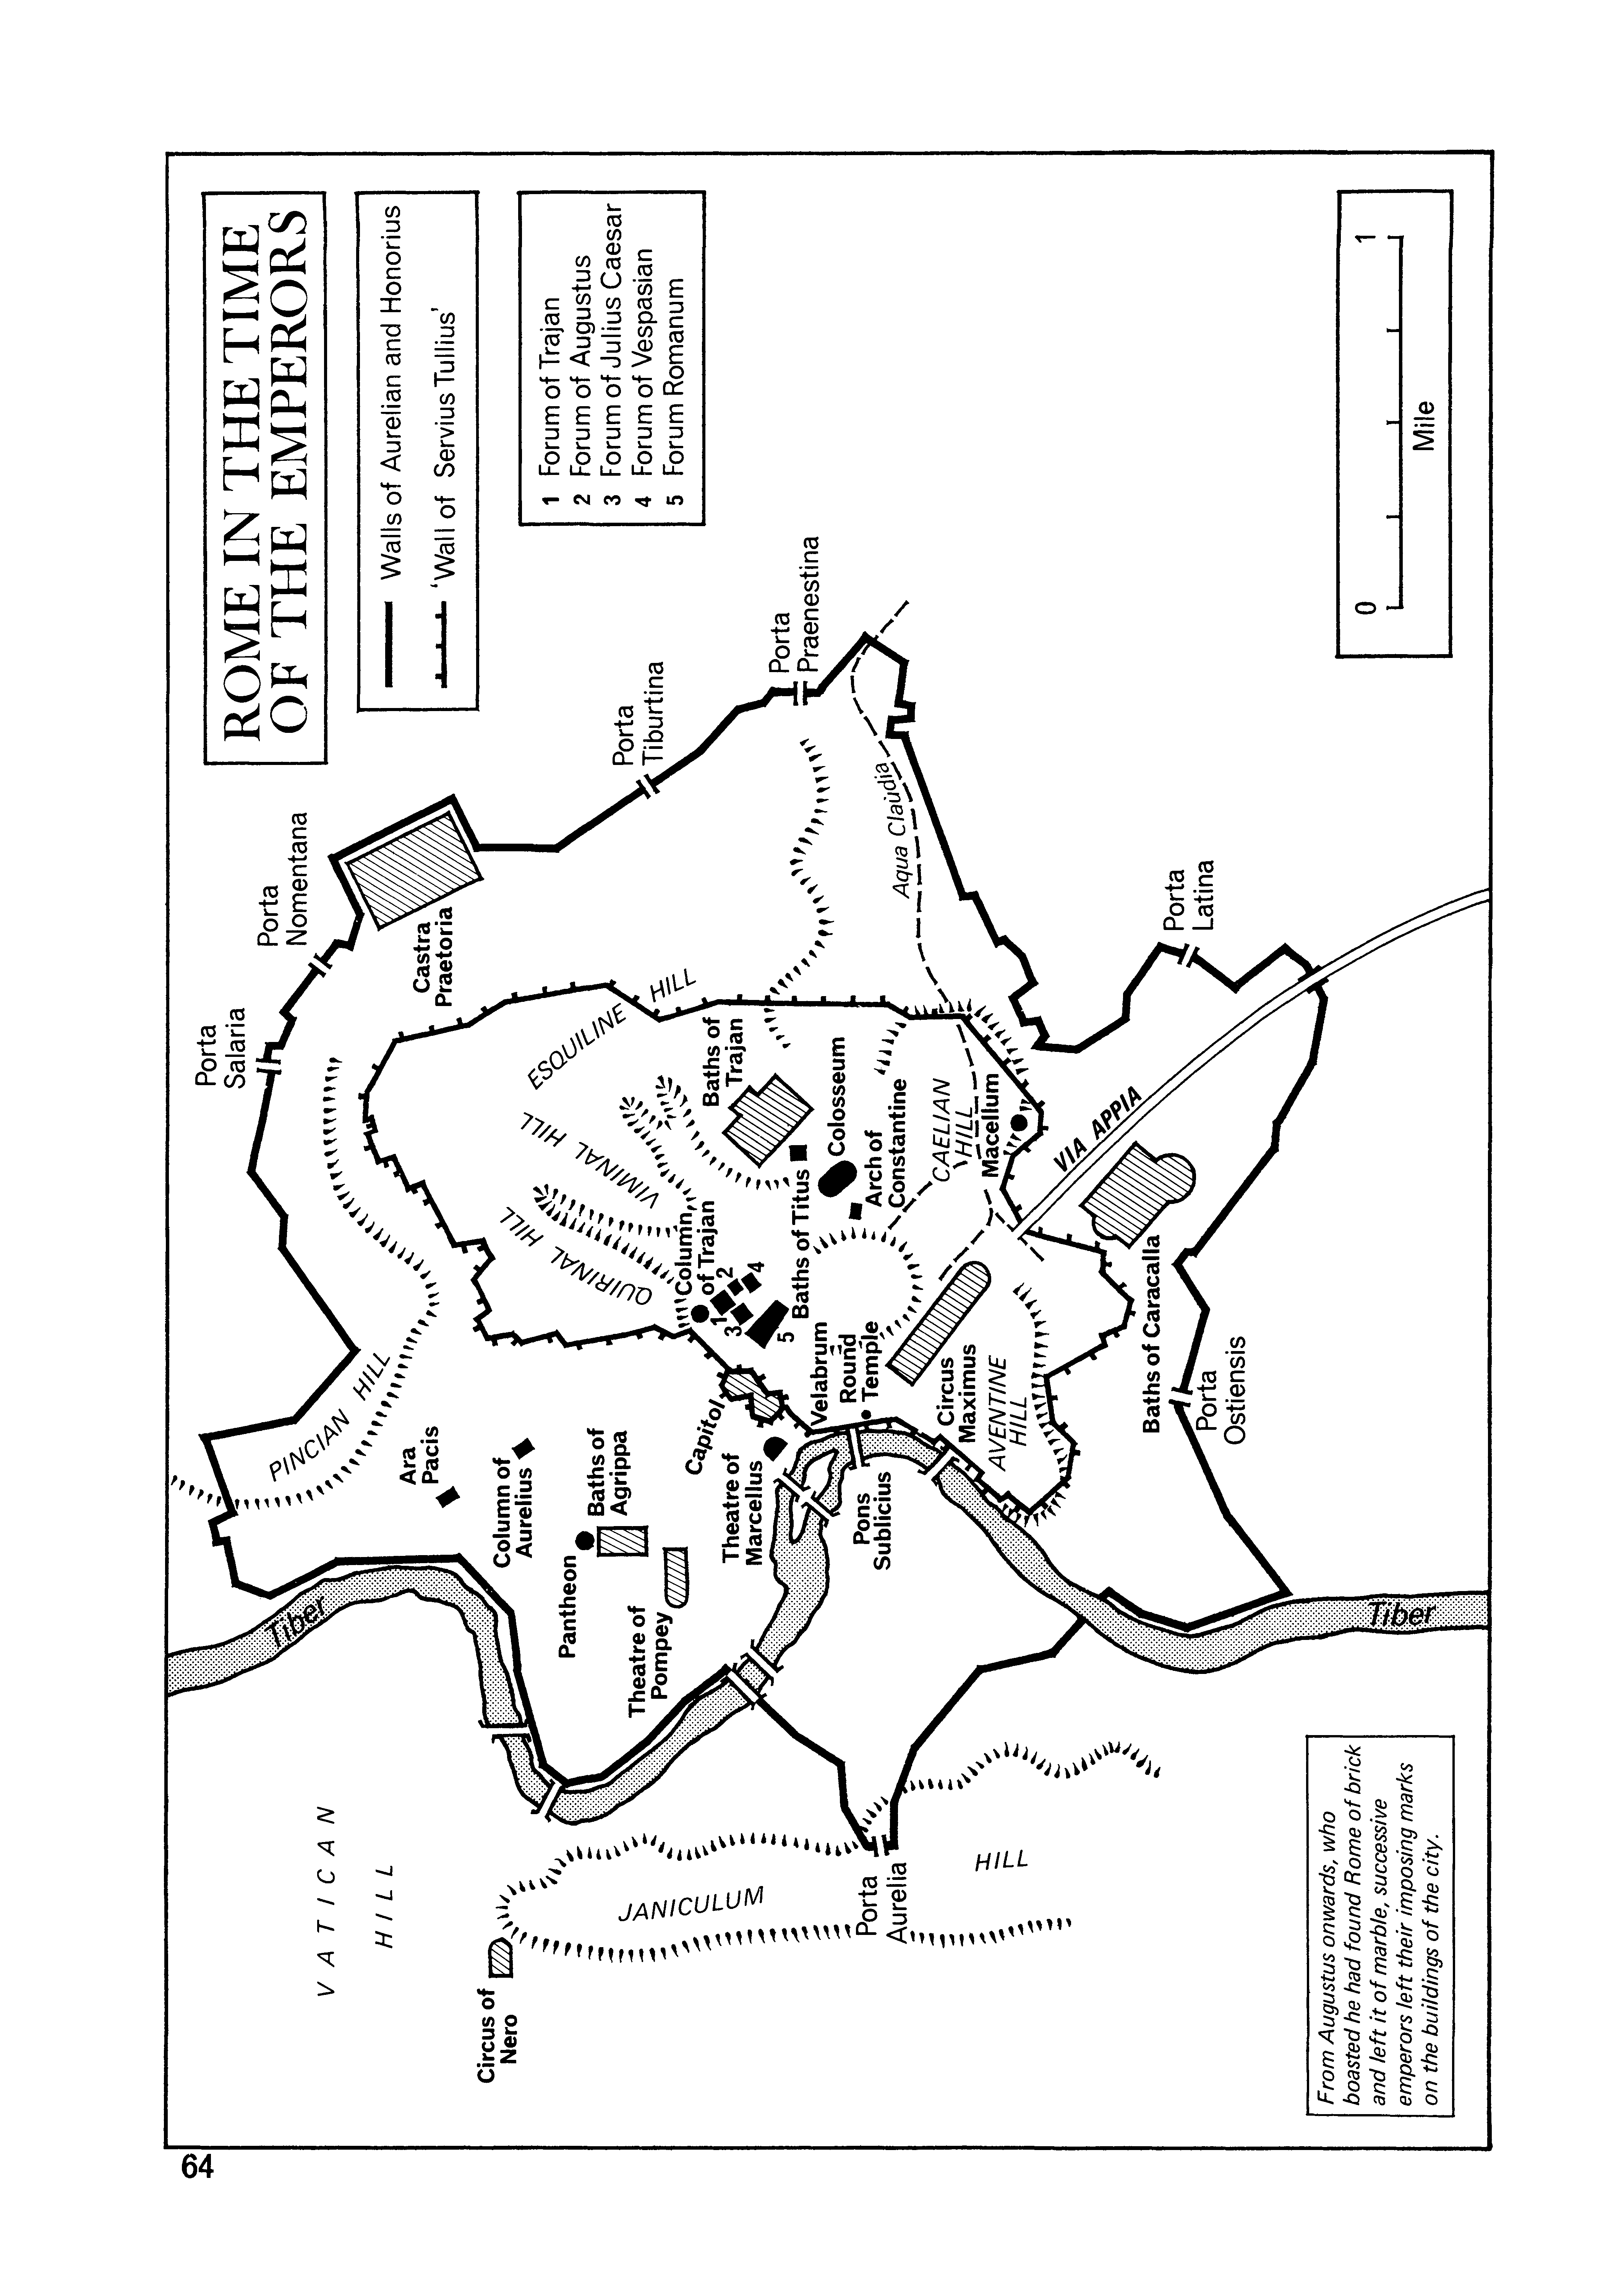 ROME IN THE TIME
OF THE EMPERORS
Walls of Aurelian and Honorius
'Wall of Servius Tullius'
1 Forum of Trajan
2 Forum of Augustus
3 Forum of Julius Caesar
4 Forum of Vespasian
5 Forum Romanum
0
1
Mile
Porta
Salaria
Porta
Nomentana
Castra
Praetoria
Porta
Tiburtina
Porta
Praenestina
PINCIAN HILL
Tiber
VATICAN
HILL
Circus of
Nero
JANICULUM
HILL
Porta
Aurelia
Ara
Pacis
Column of
Aurelius
Pantheon
Baths of
Agrippa
Theatre of
Pompey
Theatre of
Marcellus
Capitol
QUIRINAL HILL
VIMINAL HILL
ESQUILINE HILL
Column
of Trajan
1
2
3
4
5
Baths of
Trajan
Baths of Titus
Colosseum
Arch of
Constantine
Velabrum
Round
Temple
Pons
Sublicius
Circus
Maximus
AVENTINE
HILL
CAELIAN
HILL
Macellum
Aqua Claudia
VIA APPIA
Porta
Latina
Baths of Caracalla
Porta
Ostiensis
Tiber
From Augustus onwards, who
boasted he had found Rome of brick
and left it of marble, successive
emperors left their imposing marks
on the buildings of the city.
64